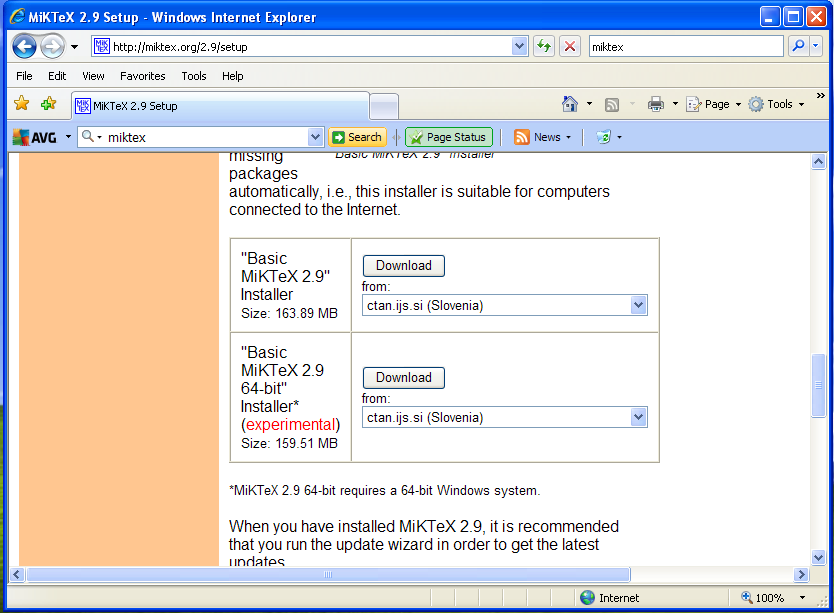 MiKTeX 2.9 Setup - Windows Internet Explorer
http://miktex.org/2.9/setup
miktex
File Edit View Favorites Tools Help
MiKTeX 2.9 Setup
Page Tools »
AVG miktex Search Page Status News
missing
"Basic MiKTeX 2.9" Installer
packages
automatically, i.e., this installer is suitable for computers
connected to the Internet.
"Basic
MiKTeX 2.9"
Installer
Size: 163.89 MB
Download
from:
ctan.ijs.si (Slovenia)
"Basic
MiKTeX 2.9
64-bit"
Installer*
(experimental)
Size: 159.51 MB
Download
from:
ctan.ijs.si (Slovenia)
*MiKTeX 2.9 64-bit requires a 64-bit Windows system.
When you have installed MiKTeX 2.9, it is recommended
that you run the update wizard in order to get the latest
updates.
Internet 100%